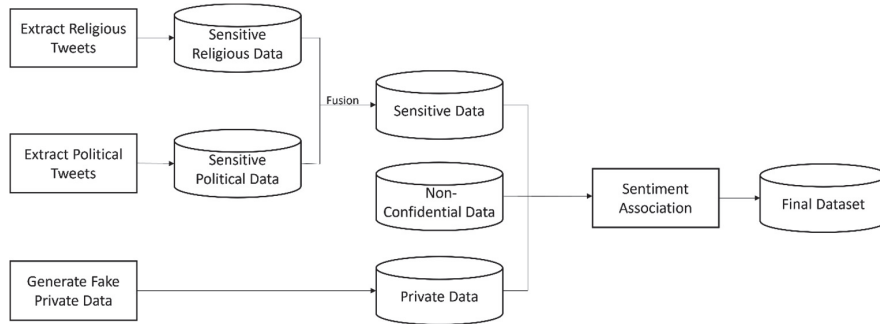 Extract Religious
Tweets
Sensitive
Religious Data
Fusion
Sensitive Data
Extract Political
Tweets
Sensitive
Political Data
Non-
Confidential Data
Sentiment
Association
Final Dataset
Generate Fake
Private Data
Private Data